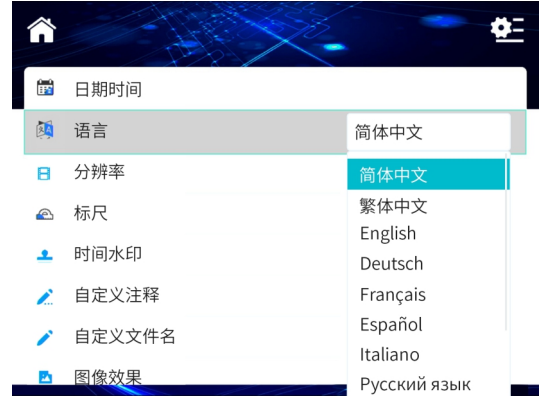 日期时间
语言
简体中文
分辨率
标尺
时间水印
自定义注释
自定义文件名
图像效果
简体中文
繁体中文
English
Deutsch
Français
Español
Italiano
Русский язык